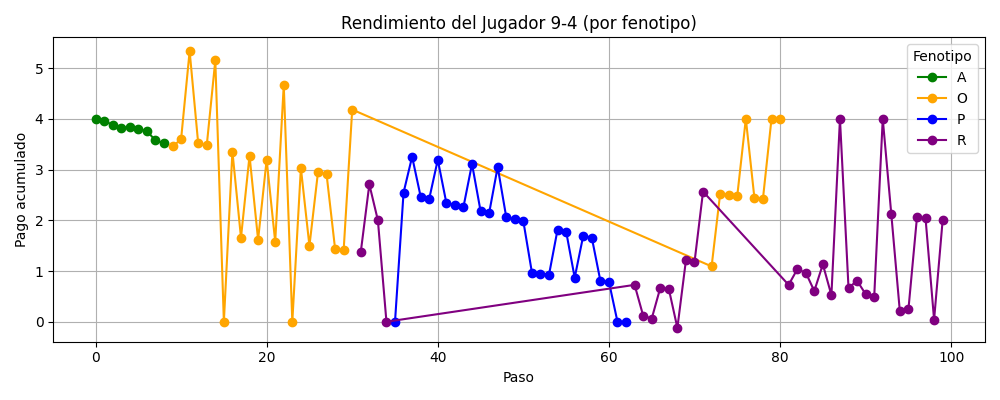 Rendimiento del Jugador 9-4 (por fenotipo)
Pago acumulado
5
4
3
2
1
0
Fenotipo
A
O
P
R
0 20 40 60 80 100
Paso